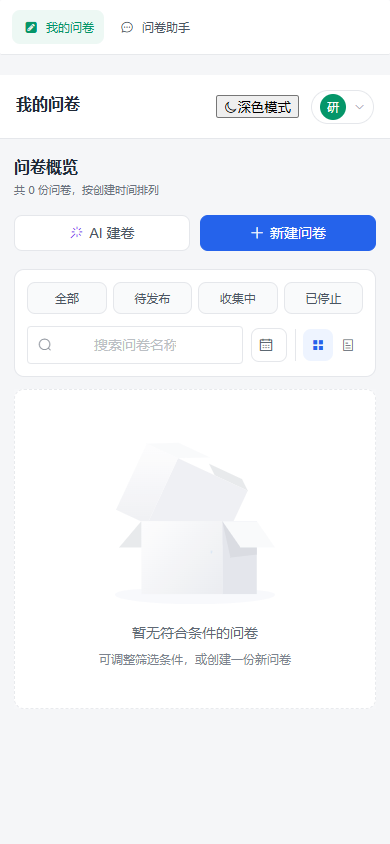 我的问卷
问卷助手
我的问卷
深色模式
研
问卷概览
共 0 份问卷，按创建时间排列
AI 建卷
新建问卷
全部
待发布
收集中
已停止
搜索问卷名称
暂无符合条件的问卷
可调整筛选条件，或创建一份新问卷